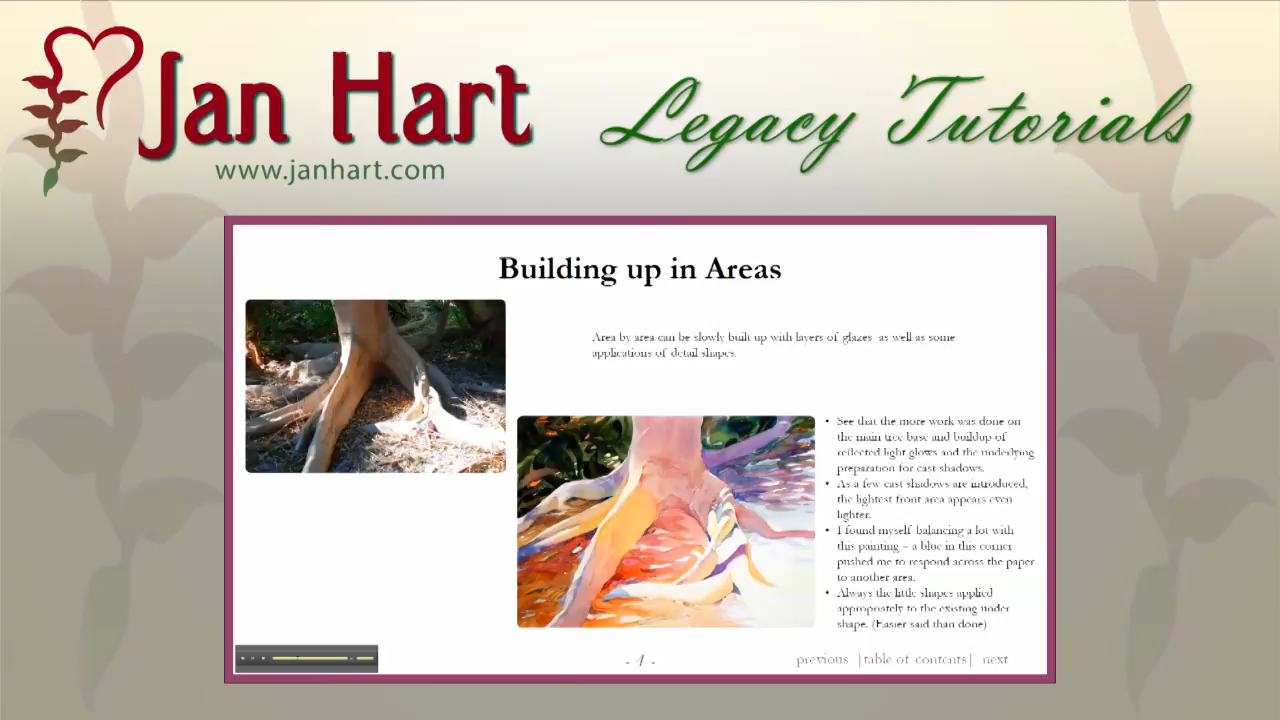 Jan Hart
www.janhart.com
Legacy Tutorials
Building up in Areas
Area by area can be slowly built up with layers of glazes as well as some
applications of detail shapes.
• See that the more work was done on
the main tree base and buildup of
reflected light glows and the underlying
preparation for cast shadows.
• As a few cast shadows are introduced,
the lightest front area appears even
lighter.
• I found myself balancing a lot with
this painting – a blue in this corner
pushed me to respond across the paper
to another area.
• Always the little shapes applied
appropriately to the existing under
shape. (Easier said than done)
- 4 -
previous |table of contents| next